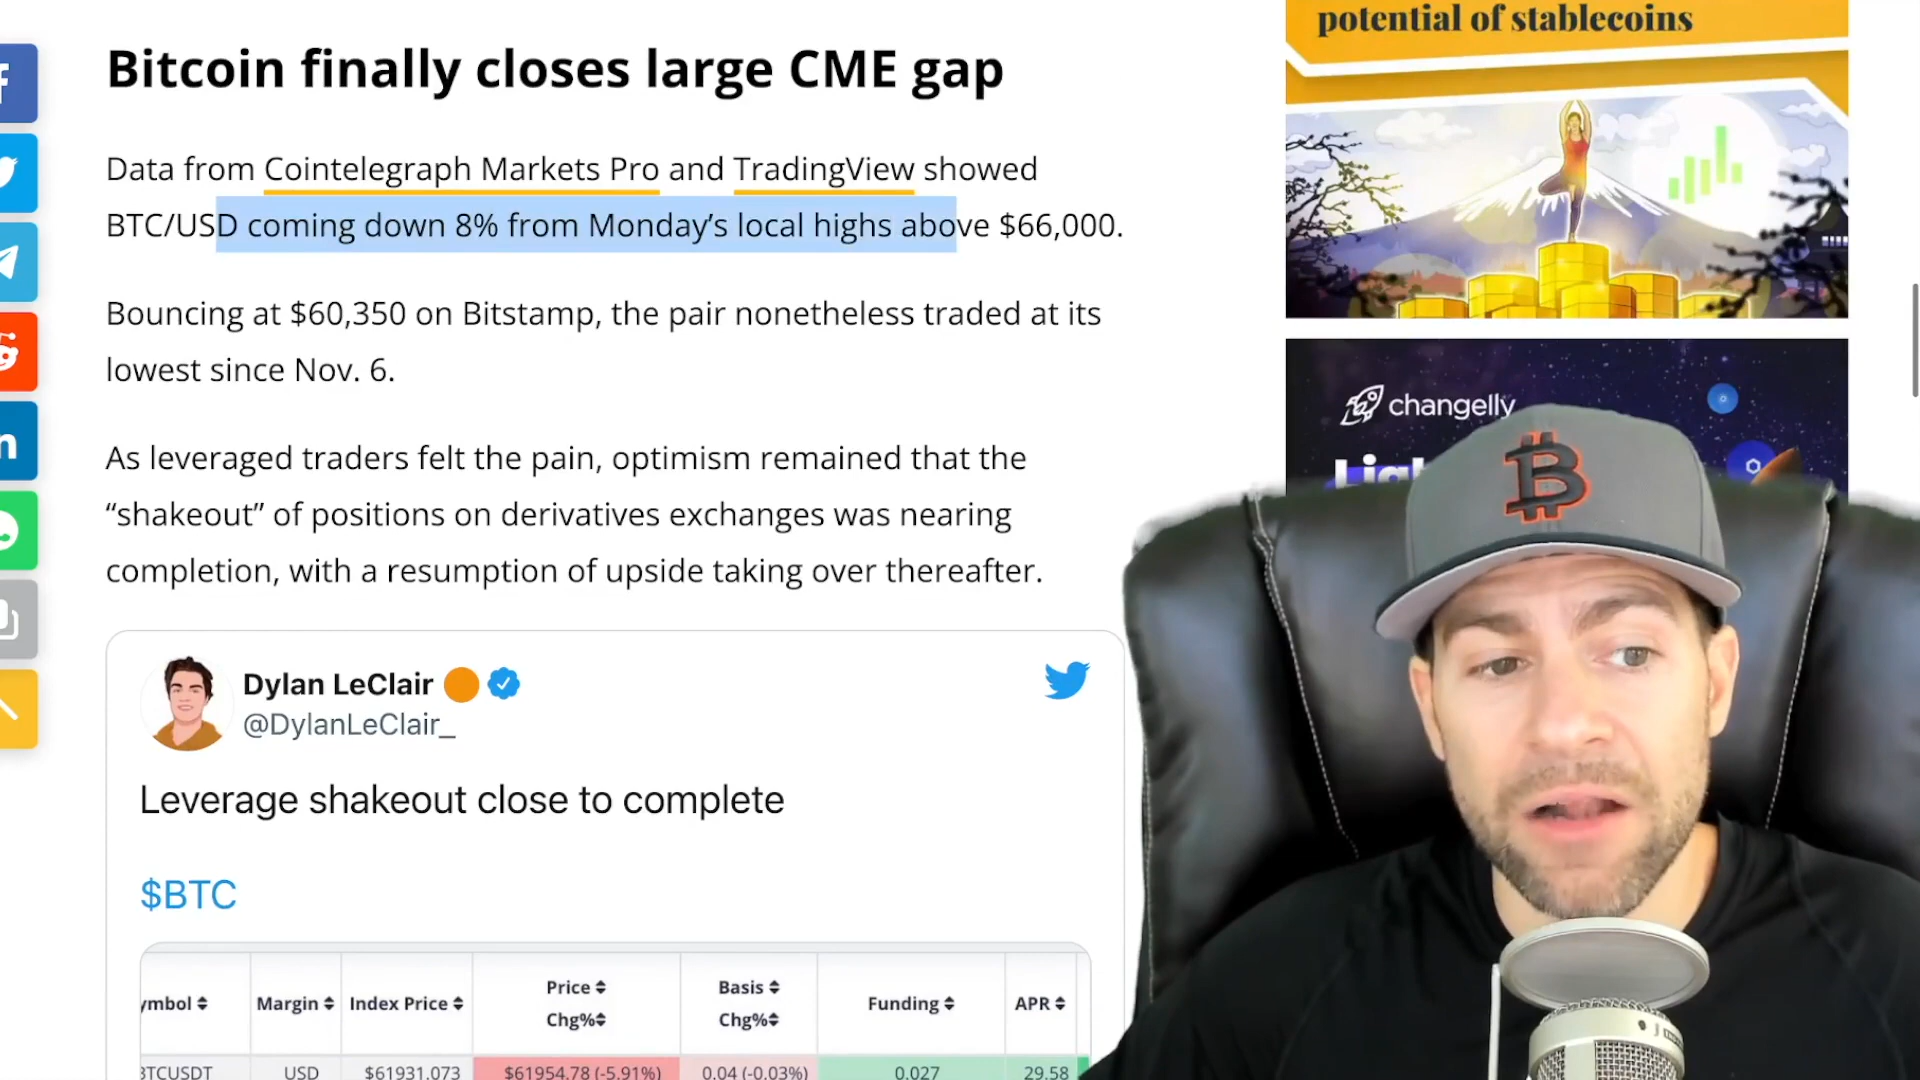 potential of stablecoins
Bitcoin finally closes large CME gap
Data from Cointelegraph Markets Pro and TradingView showed
BTC/USD coming down 8% from Monday’s local highs above $66,000.
Bouncing at $60,350 on Bitstamp, the pair nonetheless traded at its
lowest since Nov. 6.
As leveraged traders felt the pain, optimism remained that the
“shakeout” of positions on derivatives exchanges was nearing
completion, with a resumption of upside taking over thereafter.
changelly
Dylan LeClair
@DylanLeClair_
Leverage shakeout close to complete
$BTC
ymbol Margin Index Price Price Chg% Basis Chg% Funding APR
BTCUSDT USD $61931.073 $61954.78 (-5.91%) 0.04 (-0.03%) 0.027 29.58